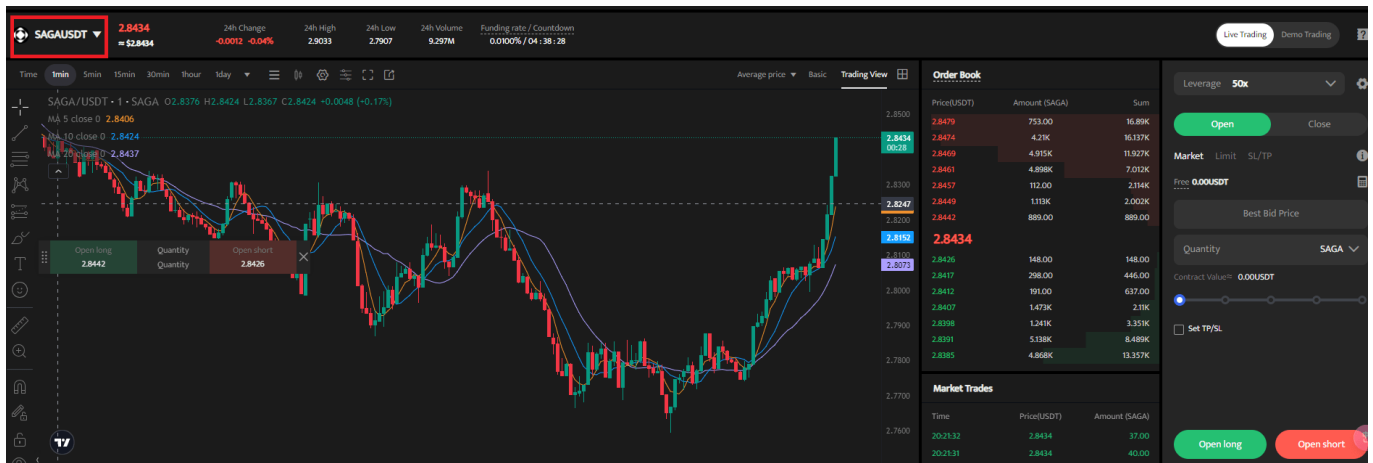 SAGAUSDT ▼
2.8434
≈ $2.8434
24h Change
-0.0012 -0.04%
24h High
2.9033
24h Low
2.7907
24h Volume
9.297M
Funding rate / Countdown
0.0100% / 04 : 38 : 28
Live Trading
Demo Trading
Time 1min 5min 15min 30min 1hour 1day ▼
Average price ▼ Basic Trading View
SAGA/USDT • 1 • SAGA O2.8376 H2.8424 L2.8367 C2.8424 +0.0048 (+0.17%)
MA 5 close 0 2.8406
MA 10 close 0 2.8424
MA 20 close 0 2.8437
Open long
2.8442
Quantity
Quantity
Open short
2.8426
2.8500
2.8434
00:28
2.8300
2.8247
2.8200
2.8152
2.8100
2.8073
2.8000
2.7900
2.7800
2.7700
2.7600
Order Book
Price(USDT) Amount (SAGA) Sum
2.8479 753.00 16.89K
2.8474 4.21K 16.137K
2.8469 4.915K 11.927K
2.8461 4.898K 7.012K
2.8457 112.00 2.114K
2.8449 1.113K 2.002K
2.8442 889.00 889.00
2.8434
2.8426 148.00 148.00
2.8417 298.00 446.00
2.8412 191.00 637.00
2.8407 1.473K 2.11K
2.8398 1.241K 3.351K
2.8391 5.138K 8.489K
2.8385 4.868K 13.357K
Market Trades
Time Price(USDT) Amount (SAGA)
20:21:32 2.8434 37.00
20:21:31 2.8434 40.00
Leverage 50x
Open Close
Market Limit SL/TP
Free 0.00USDT
Best Bid Price
Quantity SAGA
Contract Value≈ 0.00USDT
Set TP/SL
Open long Open short